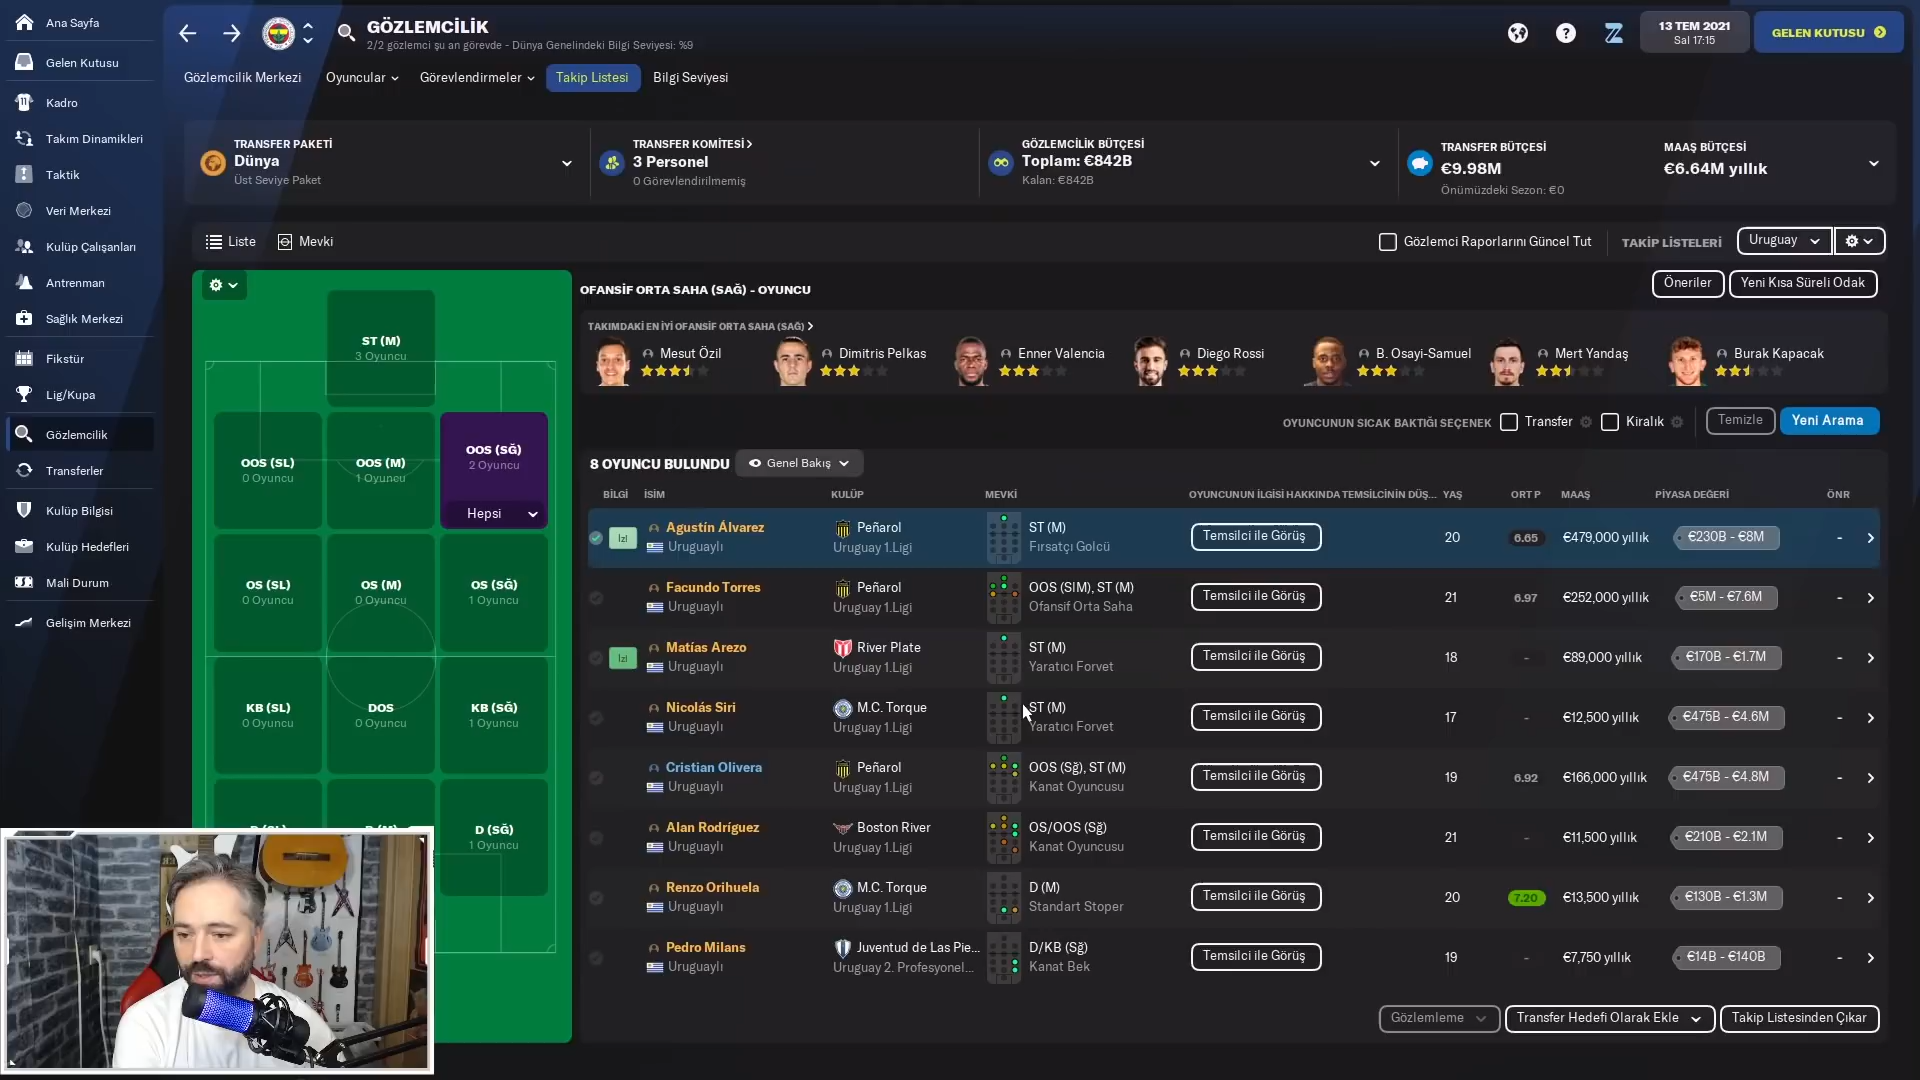 Ana Sayfa
Gelen Kutusu
Kadro
Takım Dinamikleri
Taktik
Veri Merkezi
Kulüp Çalışanları
Antrenman
Sağlık Merkezi
Fikstür
Lig/Kupa
Gözlemcilik
Transferler
Kulüp Bilgisi
Kulüp Hedefleri
Mali Durum
Gelişim Merkezi
GÖZLEMCİLİK
2/2 gözlemci şu an görevde - Dünya Genelindeki Bilgi Seviyesi: %9
13 TEM 2021
Sal 17:15
GELEN KUTUSU
Gözlemcilik Merkezi Oyuncular Görevlendirmeler Takip Listesi Bilgi Seviyesi
TRANSFER PAKETİ
Dünya
Üst Seviye Paket
TRANSFER KOMİTESİ
3 Personel
0 Görevlendirilmemiş
GÖZLEMCİLİK BÜTÇESİ
Toplam: €842B
Kalan: €842B
TRANSFER BÜTÇESİ
€9.98M
Önümüzdeki Sezon: €0
MAAŞ BÜTÇESİ
€6.64M yıllık
Liste Mevki
Gözlemci Raporlarını Güncel Tut TAKİP LİSTELERİ Uruguay
ST (M)
3 Oyuncu
OOS (SL)
0 Oyuncu
OOS (M)
1 Oyuncu
OOS (SĞ)
2 Oyuncu
Hepsi
OS (SL)
0 Oyuncu
OS (M)
0 Oyuncu
OS (SĞ)
1 Oyuncu
KB (SL)
0 Oyuncu
DOS
0 Oyuncu
KB (SĞ)
1 Oyuncu
D (SĞ)
1 Oyuncu
OFANSİF ORTA SAHA (SAĞ) - OYUNCU
Öneriler Yeni Kısa Süreli Odak
TAKIMDAKİ EN İYİ OFANSİF ORTA SAHA (SAĞ)
Mesut Özil Dimitris Pelkas Enner Valencia Diego Rossi B. Osayi-Samuel Mert Yandaş Burak Kapacak
OYUNCUNUN SICAK BAKTIĞI SEÇENEK Transfer Kiralık Temizle Yeni Arama
8 OYUNCU BULUNDU Genel Bakış
BİLGİ İSİM KULÜP MEVKİ OYUNCUNUN İLGİSİ HAKKINDA TEMSİLCİNİN DÜŞ... YAŞ ORT P MAAŞ PİYASA DEĞERİ ÖNR
İzl Agustín Álvarez Peñarol ST (M) Temsilci ile Görüş 20 6.65 €479,000 yıllık €230B - €8M -
Uruguaylı Uruguay 1.Ligi Fırsatçı Golcü
Facundo Torres Peñarol OOS (SlM), ST (M) Temsilci ile Görüş 21 6.97 €252,000 yıllık €5M - €7.6M -
Uruguaylı Uruguay 1.Ligi Ofansif Orta Saha
İzl Matías Arezo River Plate ST (M) Temsilci ile Görüş 18 - €89,000 yıllık €170B - €1.7M -
Uruguaylı Uruguay 1.Ligi Yaratıcı Forvet
Nicolás Siri M.C. Torque ST (M) Temsilci ile Görüş 17 - €12,500 yıllık €475B - €4.6M -
Uruguaylı Uruguay 1.Ligi Yaratıcı Forvet
Cristian Olivera Peñarol OOS (Sğ), ST (M) Temsilci ile Görüş 19 6.92 €166,000 yıllık €475B - €4.8M -
Uruguaylı Uruguay 1.Ligi Kanat Oyuncusu
Alan Rodríguez Boston River OS/OOS (Sğ) Temsilci ile Görüş 21 - €11,500 yıllık €210B - €2.1M -
Uruguaylı Uruguay 1.Ligi Kanat Oyuncusu
Renzo Orihuela M.C. Torque D (M) Temsilci ile Görüş 20 7.20 €13,500 yıllık €130B - €1.3M -
Uruguaylı Uruguay 1.Ligi Standart Stoper
Pedro Milans Juventud de Las Pie... D/KB (Sğ) Temsilci ile Görüş 19 - €7,750 yıllık €14B - €140B -
Uruguaylı Uruguay 2. Profesyonel... Kanat Bek
Gözlemleme Transfer Hedefi Olarak Ekle Takip Listesinden Çıkar